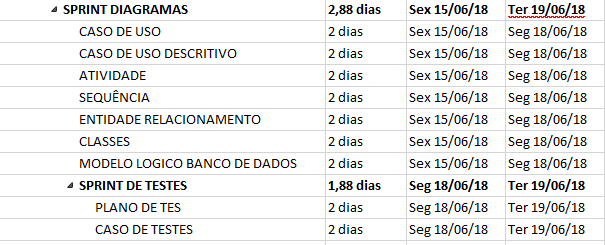 SPRINT DIAGRAMAS 2,88 dias Sex 15/06/18 Ter 19/06/18
CASO DE USO 2 dias Sex 15/06/18 Seg 18/06/18
CASO DE USO DESCRITIVO 2 dias Sex 15/06/18 Seg 18/06/18
ATIVIDADE 2 dias Sex 15/06/18 Seg 18/06/18
SEQUÊNCIA 2 dias Sex 15/06/18 Seg 18/06/18
ENTIDADE RELACIONAMENTO 2 dias Sex 15/06/18 Seg 18/06/18
CLASSES 2 dias Sex 15/06/18 Seg 18/06/18
MODELO LOGICO BANCO DE DADOS 2 dias Sex 15/06/18 Seg 18/06/18
SPRINT DE TESTES 1,88 dias Seg 18/06/18 Ter 19/06/18
PLANO DE TES 2 dias Seg 18/06/18 Ter 19/06/18
CASO DE TESTES 2 dias Seg 18/06/18 Ter 19/06/18